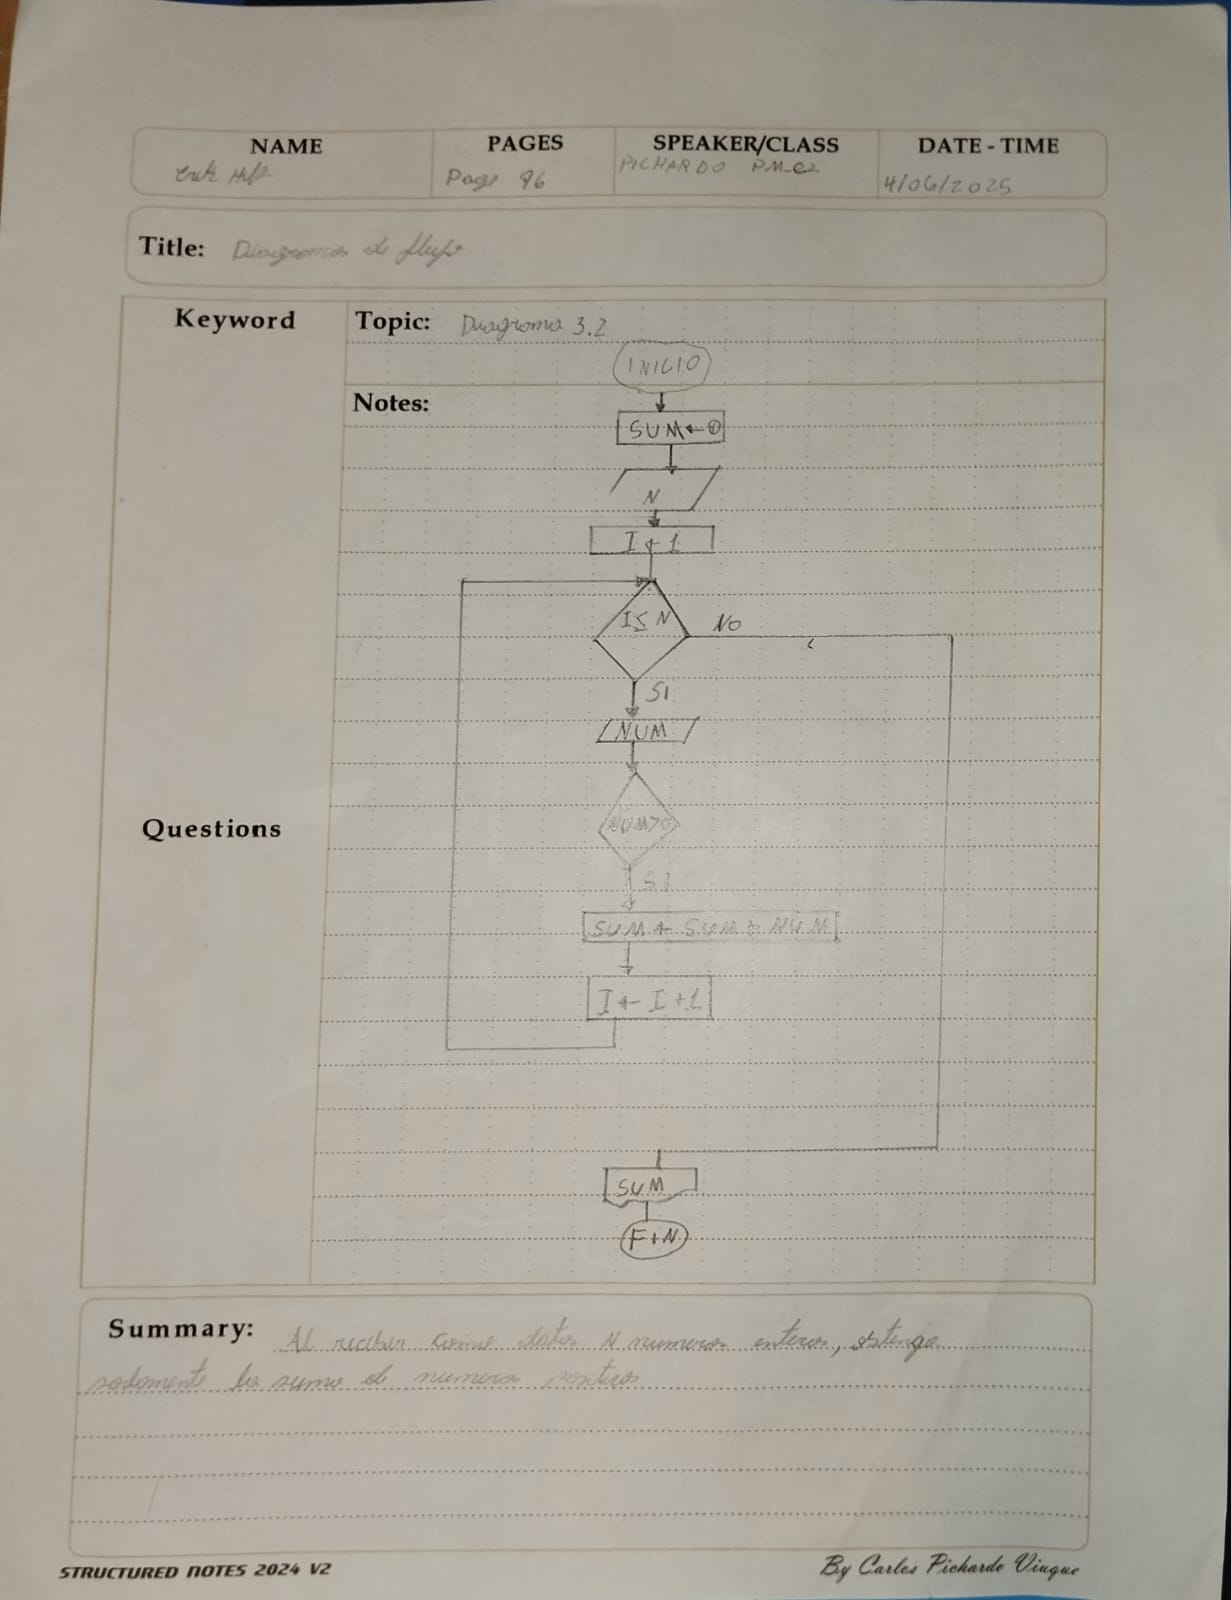 NAME PAGES SPEAKER/CLASS DATE - TIME
Page 96 PICHARDO PM-C2 4/06/2025
Title: Diagramas de flujo
Keyword Topic: Diagrama 3.2
INICIO
Notes:
SUM ← 0
N
I ← 1
I ≤ N NO
SI
NUM
Questions
NUM>0
SI
SUM ← SUM + NUM
I ← I + 1
SUM
FIN
Summary: Al recibir como datos N numeros enteros, obtenga
solamente la suma de numeros positivos
STRUCTURED NOTES 2024 V2 By Carlos Pichardo Viuque